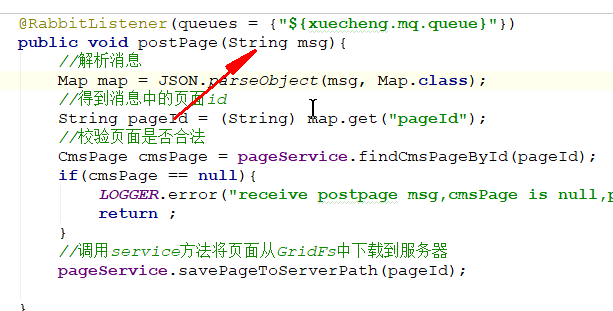 @RabbitListener(queues = {"${xuecheng.mq.queue}"})
public void postPage(String msg){
//解析消息
Map map = JSON.parseObject(msg, Map.class);
//得到消息中的页面id
String pageId = (String) map.get("pageId");
//校验页面是否合法
CmsPage cmsPage = pageService.findCmsPageById(pageId);
if(cmsPage == null){
LOGGER.error("receive postpage msg,cmsPage is null,p
return ;
}
//调用service方法将页面从GridFs中下载到服务器
pageService.savePageToServerPath(pageId);
}